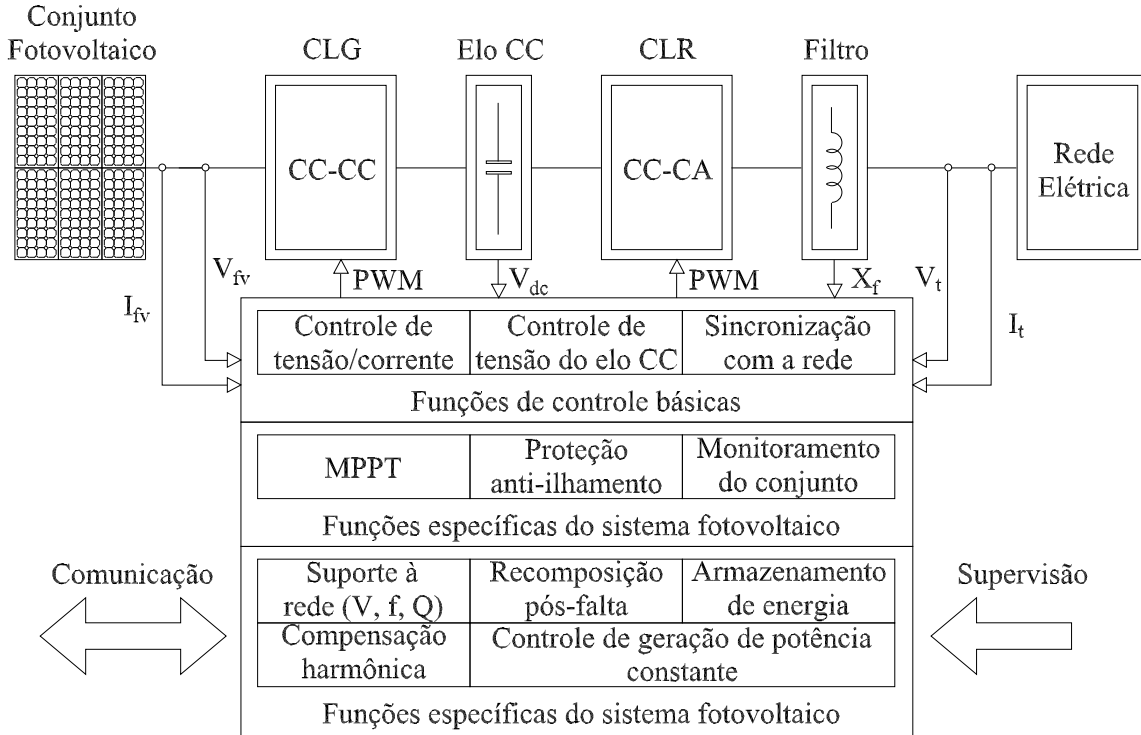 Conjunto
Fotovoltaico
CLG
Elo CC
CLR
Filtro
CC-CC
CC-CA
Rede
Elétrica
V_fv
PWM
V_dc
PWM
X_f
V_t
I_fv
I_t
Controle de
tensão/corrente
Controle de
tensão do elo CC
Sincronização
com a rede
Funções de controle básicas
MPPT
Proteção
anti-ilhamento
Monitoramento
do conjunto
Funções específicas do sistema fotovoltaico
Comunicação
Supervisão
Suporte à
rede (V, f, Q)
Recomposição
pós-falta
Armazenamento
de energia
Compensação
harmônica
Controle de geração de potência
constante
Funções específicas do sistema fotovoltaico